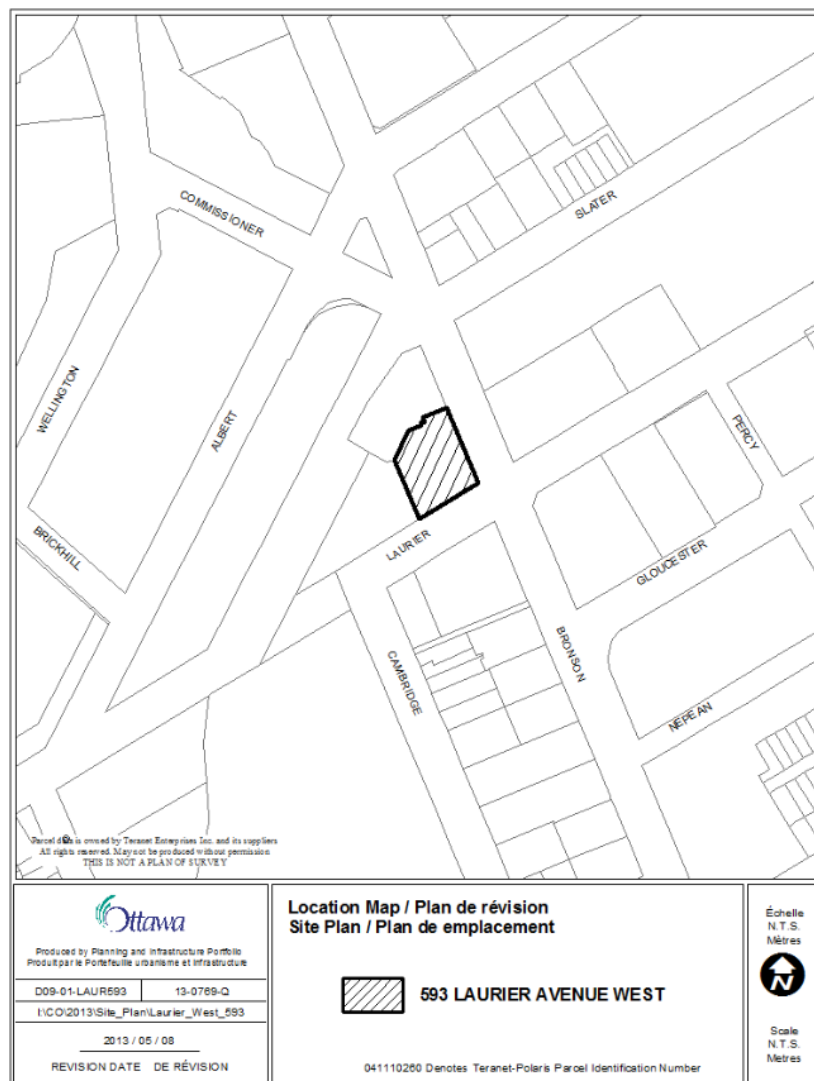 COMMISSIONER
SLATER
WELLINGTON
ALBERT
PERCY
BRICKHILL
LAURIER
GLOUCESTER
CAMBRIDGE
BRONSON
NEPEAN
Parcel data is owned by Teranet Enterprises Inc. and its suppliers
All rights reserved. May not be produced without permission
THIS IS NOT A PLAN OF SURVEY
Ottawa
Produced by Planning and Infrastructure Portfolio
Produit par le Portefeuille urbanisme et infrastructure
D09-01-LAUR593 13-0769-Q
I:\CO\2013\Site_Plan\Laurier_West_593
2013 / 05 / 08
REVISION DATE DE RÉVISION
Location Map / Plan de révision
Site Plan / Plan de emplacement
593 LAURIER AVENUE WEST
041110260 Denotes Teranet-Polaris Parcel Identification Number
Échelle
N.T.S.
Mètres
N
Scale
N.T.S.
Metres